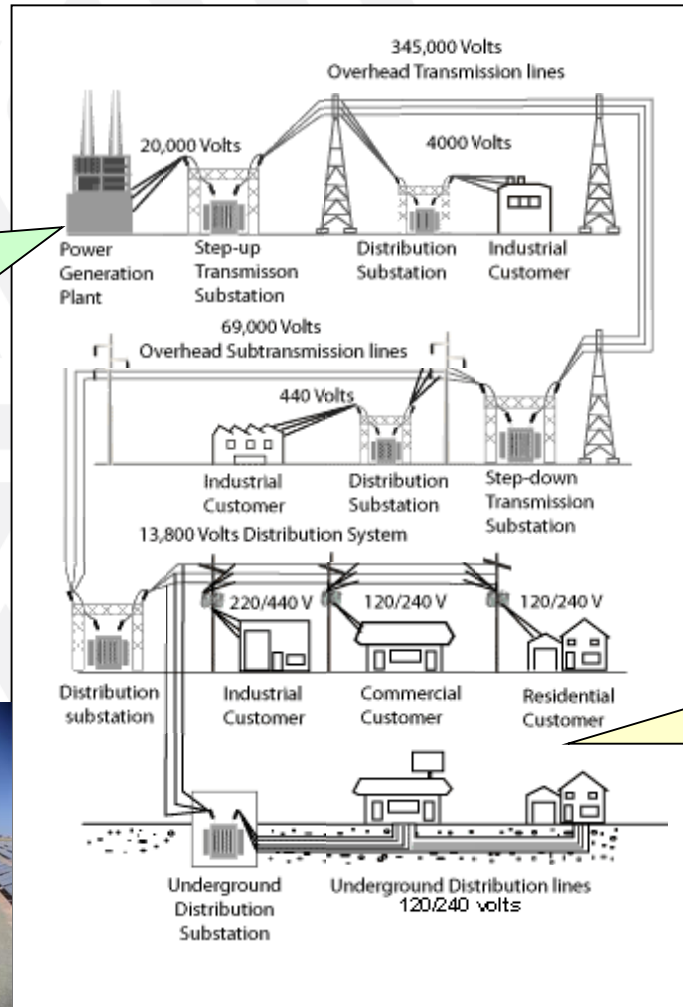 345,000 Volts
Overhead Transmission lines
20,000 Volts
4000 Volts
Power
Generation
Plant
Step-up
Transmisson
Substation
Distribution
Substation
Industrial
Customer
69,000 Volts
Overhead Subtransmission lines
440 Volts
Industrial
Customer
Distribution
Substation
Step-down
Transmission
Substation
13,800 Volts Distribution System
220/440 V
120/240 V
120/240 V
Distribution
substation
Industrial
Customer
Commercial
Customer
Residential
Customer
Underground
Distribution
Substation
Underground Distribution lines
120/240 volts